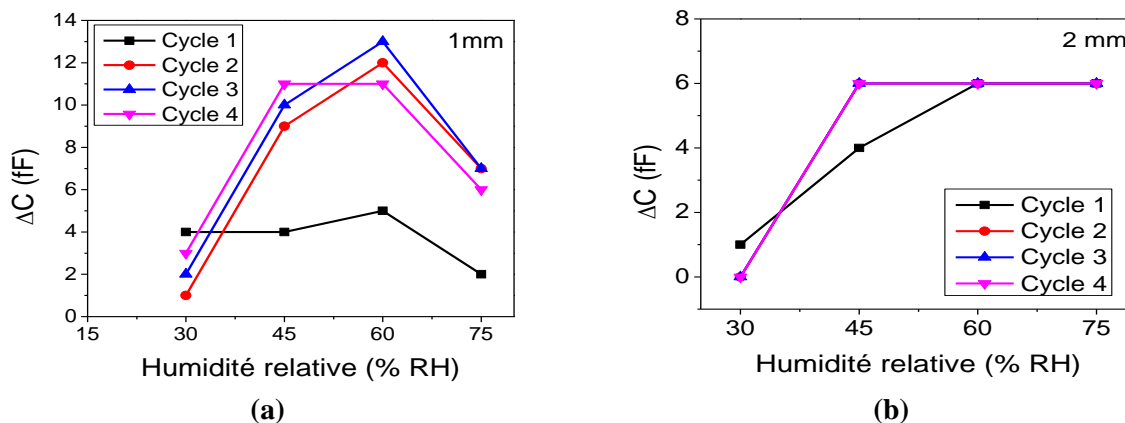 14
12
10
8
6
4
2
0
ΔC (fF)
Cycle 1
Cycle 2
Cycle 3
Cycle 4
1mm
15 30 45 60 75
Humidité relative (% RH)
(a)
8
6
4
2
0
ΔC (fF)
2 mm
Cycle 1
Cycle 2
Cycle 3
Cycle 4
30 45 60 75
Humidité relative (% RH)
(b)